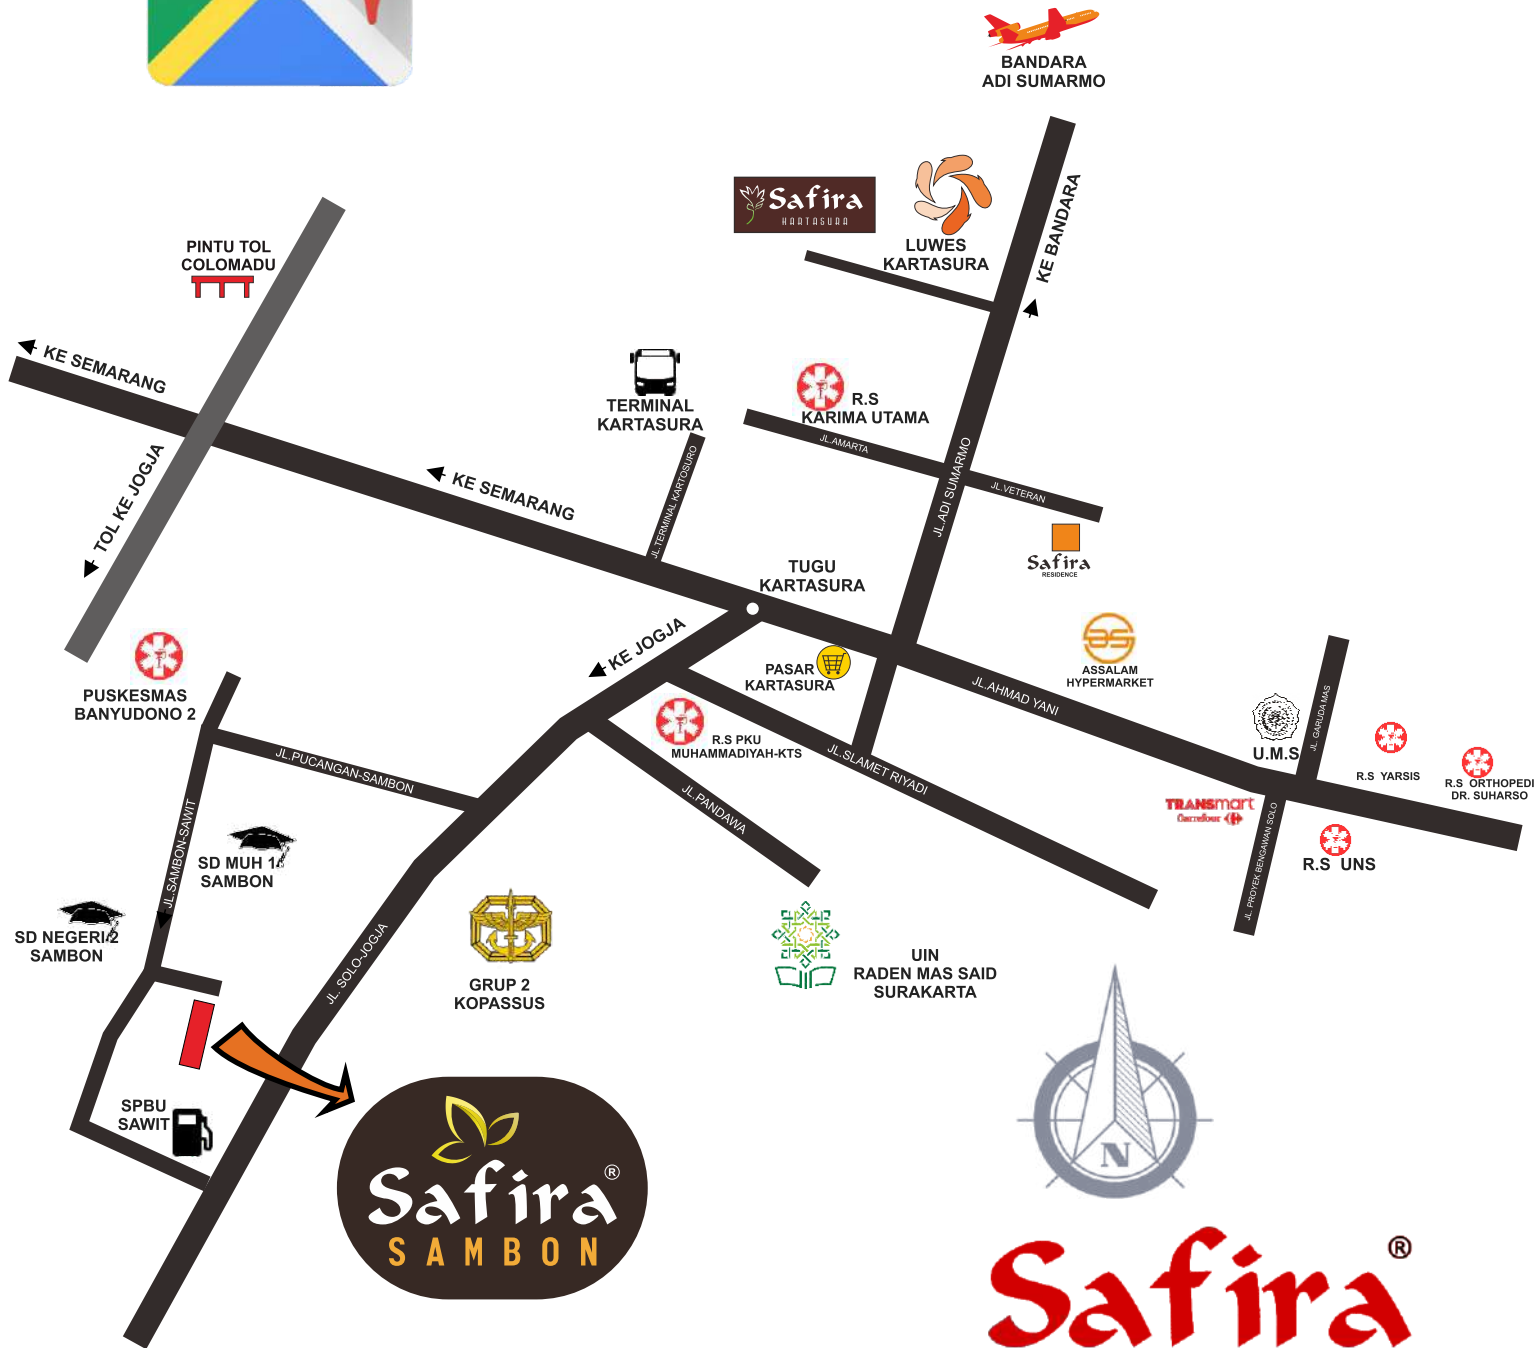 BANDARA
ADI SUMARMO
KE BANDARA
Safira
KARTASURA
LUWES
KARTASURA
PINTU TOL
COLOMADU
KE SEMARANG
TOL KE JOGJA
KE SEMARANG
TERMINAL
KARTASURA
JL.TERMINAL KARTOSURO
R.S
KARIMA UTAMA
JL.AMARTA
JL.VETERAN
JL.ADI SUMARMO
Safira
RESIDENCE
TUGU
KARTASURA
KE JOGJA
PASAR
KARTASURA
ASSALAM
HYPERMARKET
JL.AHMAD YANI
PUSKESMAS
BANYUDONO 2
R.S PKU
MUHAMMADIYAH-KTS
JL.SLAMET RIYADI
U.M.S
JL. GARUDA MAS
R.S YARSIS
R.S ORTHOPEDI
DR. SUHARSO
TRANSmart
Carrefour
JL. PROYEK BENGAWAN SOLO
R.S UNS
JL.PUCANGAN-SAMBON
JL.PANDAWA
JL.SAMBON-SAWIT
SD MUH 14
SAMBON
SD NEGERI 2
SAMBON
JL. SOLO-JOGJA
GRUP 2
KOPASSUS
UIN
RADEN MAS SAID
SURAKARTA
SPBU
SAWIT
Safira®
SAMBON
N
Safira®